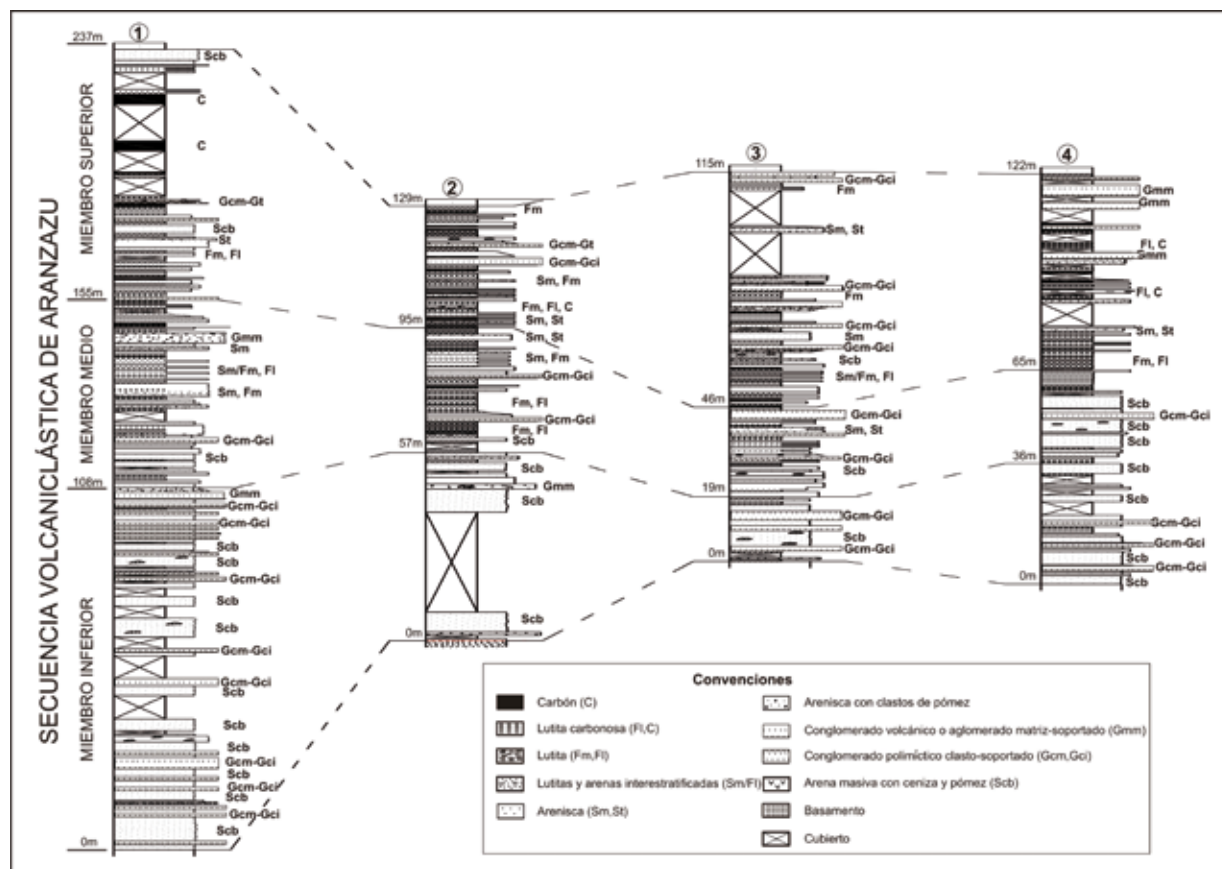 SECUENCIA VOLCANICLÁSTICA DE ARANZAZU
MIEMBRO SUPERIOR
MIEMBRO MEDIO
MIEMBRO INFERIOR
1
237m
Scb
C
C
Gcm-Gt
Scb
St
Fm, Fl
155m
Gmm
Sm
Sm/Fm, Fl
Sm, Fm
Gcm-Gci
Scb
108m
Gmm
Gcm-Gci
Gcm-Gci
Scb
Scb
Gcm-Gci
Scb
Scb
Gcm-Gci
Gcm-Gci
Scb
Scb
Scb
Gcm-Gci
Scb
Gcm-Gci
Scb
Gcm-Gci
Scb
0m
2
129m
Fm
Gcm-Gt
Gcm-Gci
Sm, Fm
Fm, Fl, C
Sm, St
95m
Sm, St
Sm, Fm
Gcm-Gci
Fm, Fl
Gcm-Gci
Fm, Fl
Scb
57m
Scb
Gmm
Scb
Scb
0m
3
115m
Gcm-Gci
Fm
Sm, St
Gcm-Gci
Fm
Gcm-Gci
Sm
Gcm-Gci
Scb
Sm/Fm, Fl
46m
Gcm-Gci
Sm, St
Gcm-Gci
Scb
19m
Gcm-Gci
Scb
Gcm-Gci
0m
4
122m
Gmm
Gmm
Fl, C
Smm
Fl, C
Sm, St
Fm, Fl
65m
Scb
Gcm-Gci
Scb
Scb
36m
Scb
Scb
Gcm-Gci
Gcm-Gci
Scb
Gcm-Gci
0m
Scb
Convenciones
Carbón (C)
Lutita carbonosa (Fl,C)
Lutita (Fm,Fl)
Lutitas y arenas interestratificadas (Sm/Fl)
Arenisca (Sm,St)
Arenisca con clastos de pómez
Conglomerado volcánico o aglomerado matriz-soportado (Gmm)
Conglomerado polimíctico clasto-soportado (Gcm,Gci)
Arena masiva con ceniza y pómez (Scb)
Basamento
Cubierto